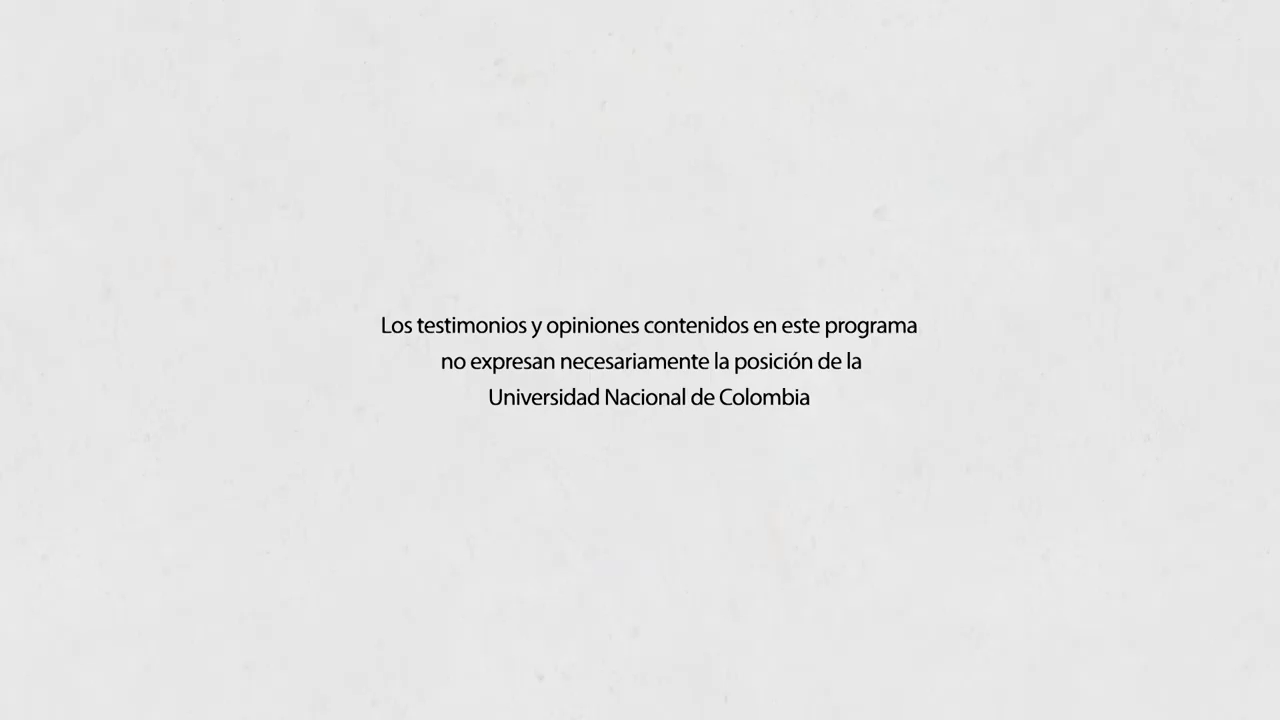 Los testimonios y opiniones contenidos en este programa
no expresan necesariamente la posición de la
Universidad Nacional de Colombia